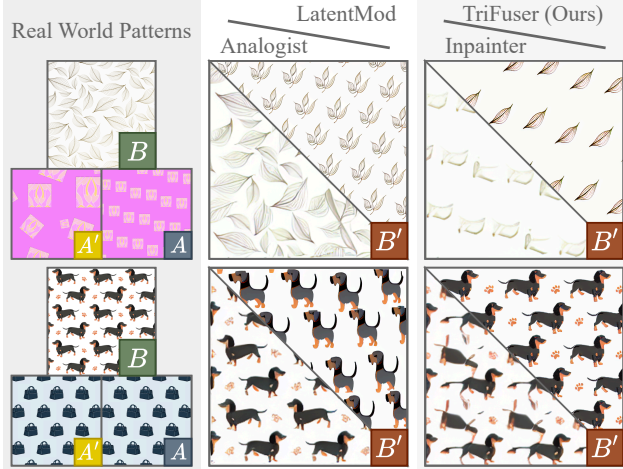 Real World Patterns
LatentMod
Analogist
TriFuser (Ours)
Inpainter
B
A′
A
B′
B′
B
A′
A
B′
B′